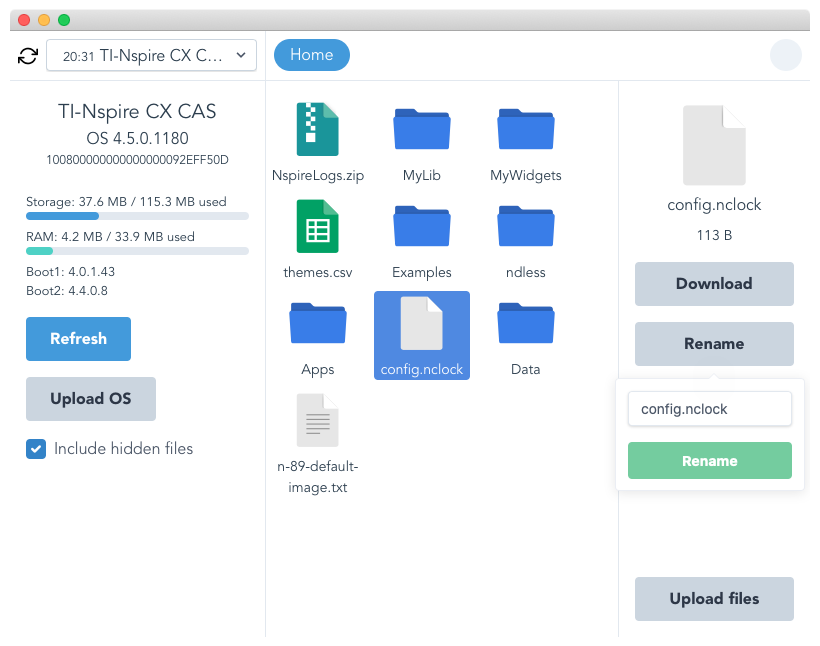 20:31 TI-Nspire CX C...
Home
TI-Nspire CX CAS
OS 4.5.0.1180
100800000000000000092EFF50D
Storage: 37.6 MB / 115.3 MB used
RAM: 4.2 MB / 33.9 MB used
Boot1: 4.0.1.43
Boot2: 4.4.0.8
Refresh
Upload OS
Include hidden files
NspireLogs.zip
MyLib
MyWidgets
themes.csv
Examples
ndless
Apps
config.nclock
Data
n-89-default-
image.txt
config.nclock
113 B
Download
Rename
config.nclock
Rename
Upload files